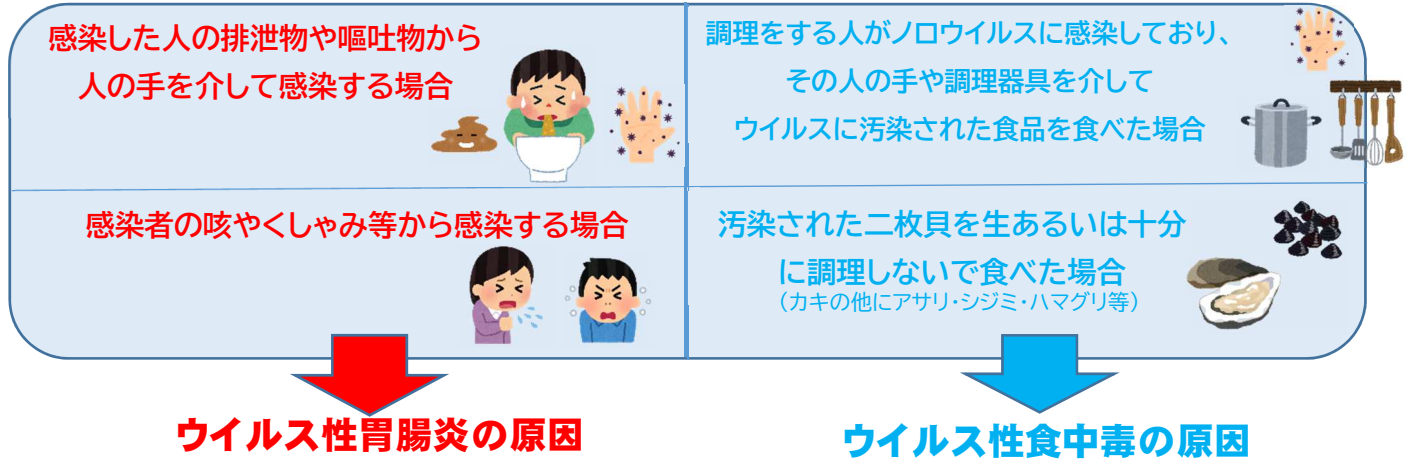 感染した人の排泄物や嘔吐物から
人の手を介して感染する場合
調理をする人がノロウイルスに感染しており、
その人の手や調理器具を介して
ウイルスに汚染された食品を食べた場合
感染者の咳やくしゃみ等から感染する場合
汚染された二枚貝を生あるいは十分
に調理しないで食べた場合
（カキの他にアサリ・シジミ・ハマグリ等）
ウイルス性胃腸炎の原因
ウイルス性食中毒の原因